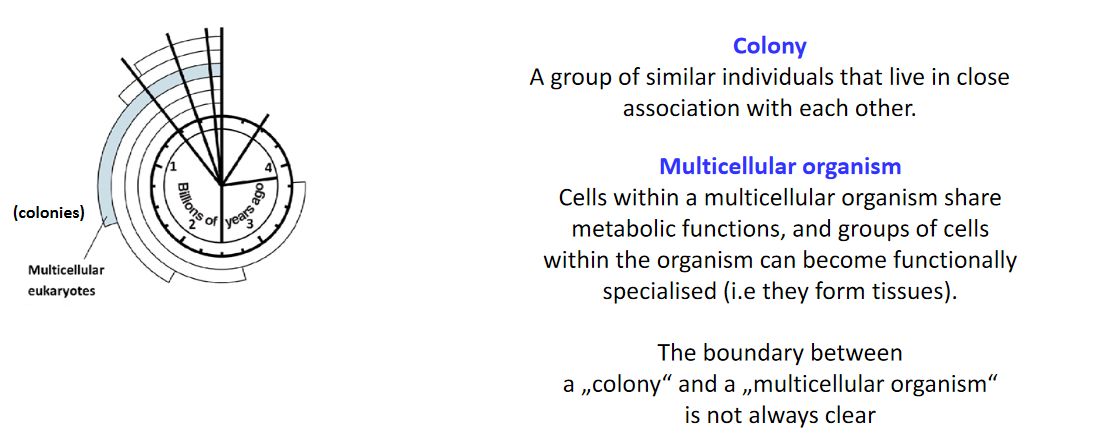 1
4
Billions of years ago
2
3
(colonies)
Multicellular
eukaryotes
Colony
A group of similar individuals that live in close
association with each other.
Multicellular organism
Cells within a multicellular organism share
metabolic functions, and groups of cells
within the organism can become functionally
specialised (i.e they form tissues).
The boundary between
a „colony“ and a „multicellular organism“
is not always clear